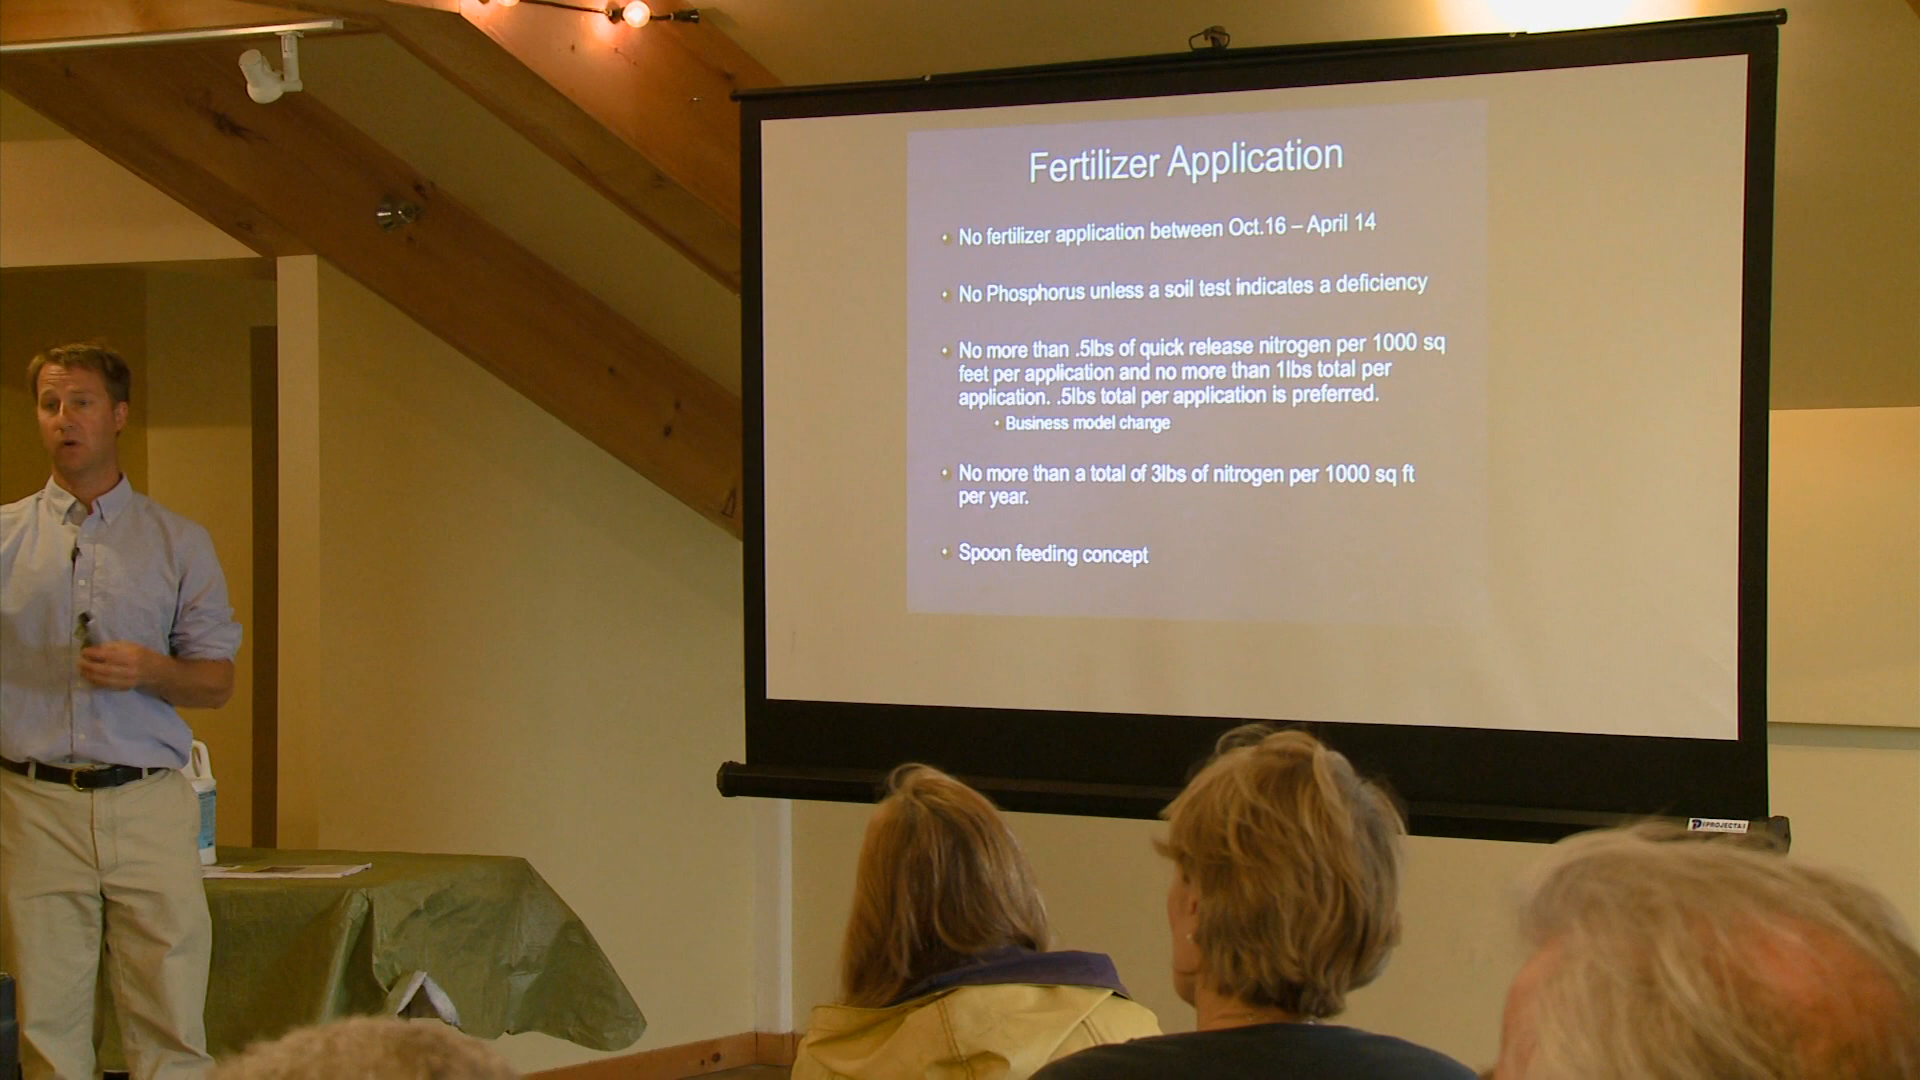 Fertilizer Application
• No fertilizer application between Oct.16 – April 14
• No Phosphorus unless a soil test indicates a deficiency
• No more than .5lbs of quick release nitrogen per 1000 sq
feet per application and no more than 1lbs total per
application. .5lbs total per application is preferred.
• Business model change
• No more than a total of 3lbs of nitrogen per 1000 sq ft
per year.
• Spoon feeding concept